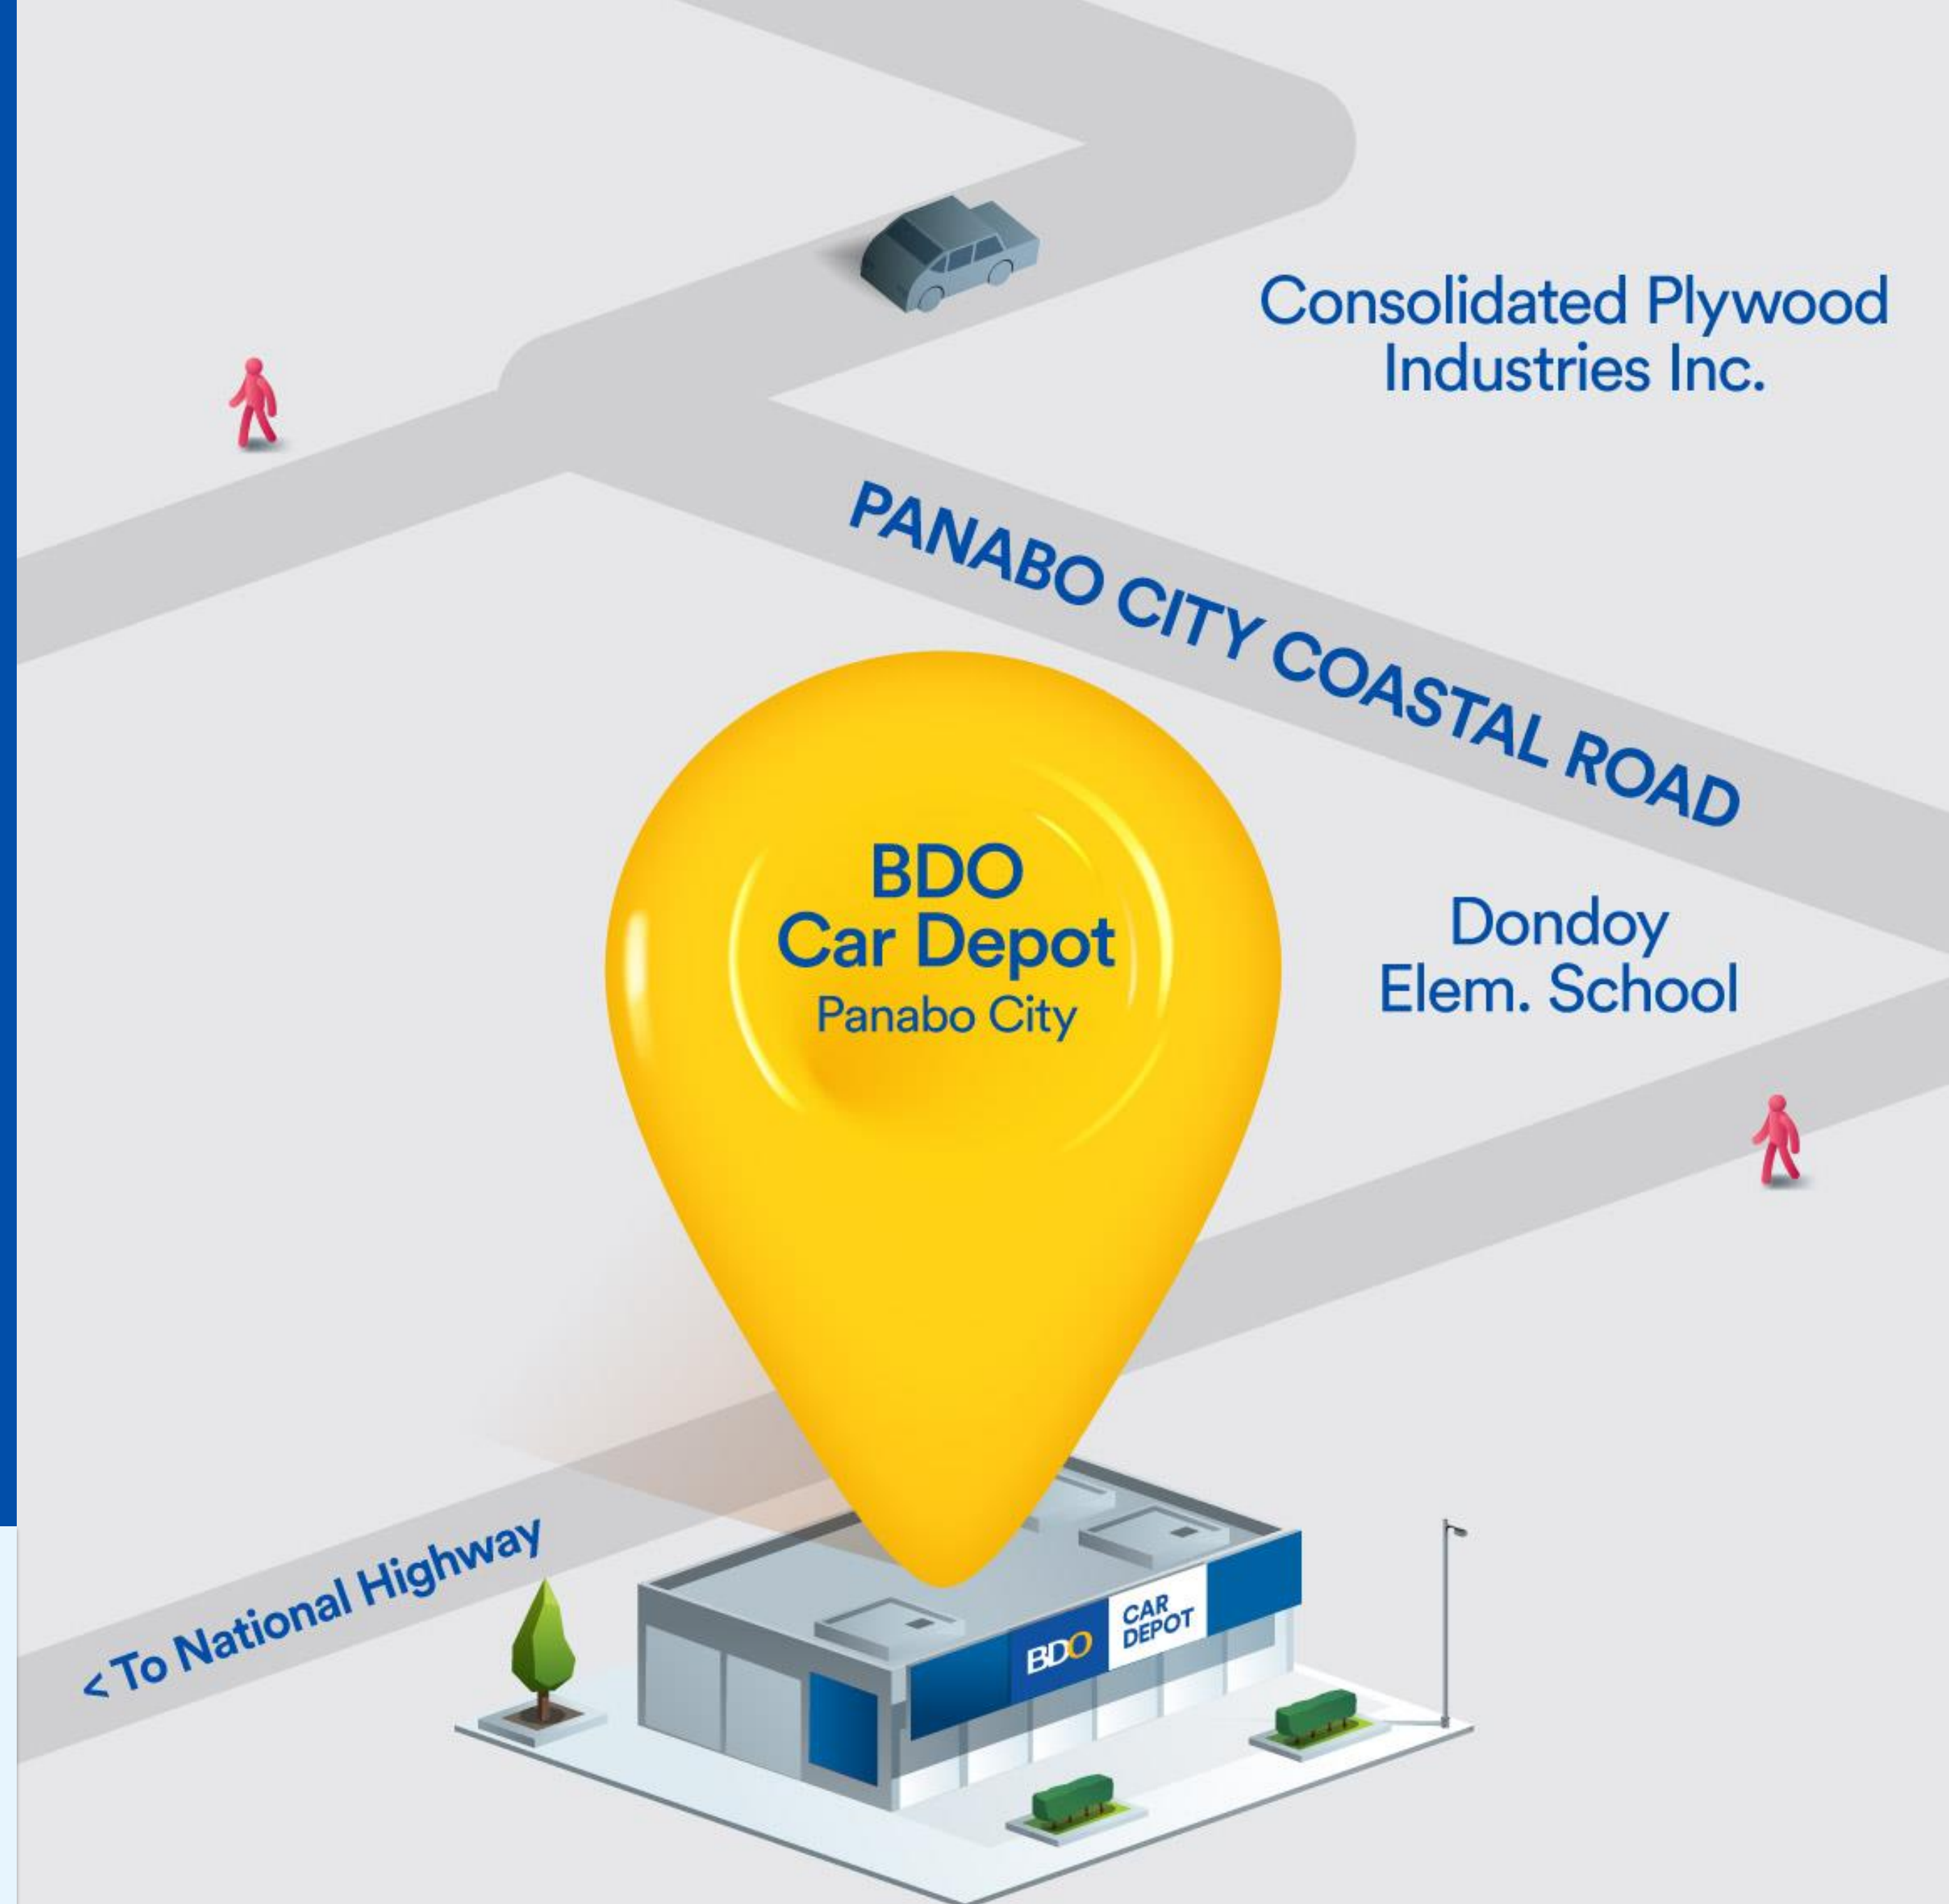 Consolidated Plywood
Industries Inc.
PANABO CITY COASTAL ROAD
BDO
Car Depot
Panabo City
Dondoy
Elem. School
< To National Highway
BDO
CAR
DEPOT